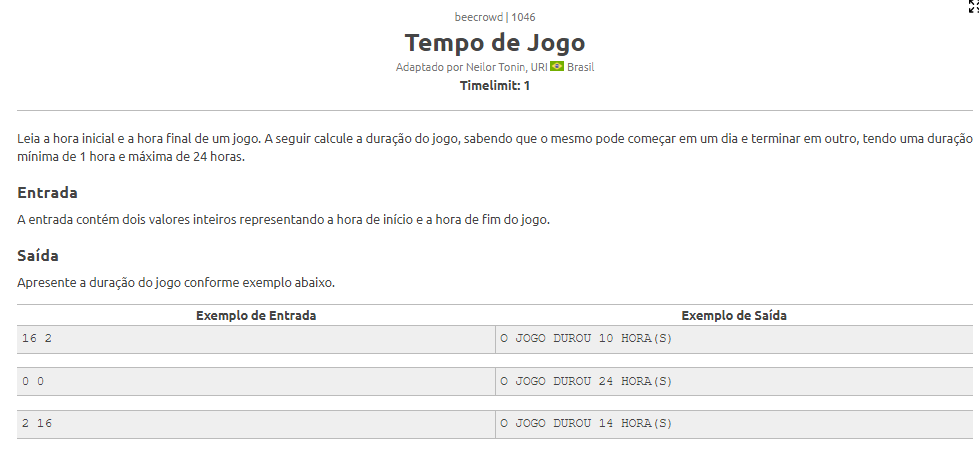 beecrowd | 1046
Tempo de Jogo
Adaptado por Neilor Tonin, URI Brasil
Timelimit: 1
Leia a hora inicial e a hora final de um jogo. A seguir calcule a duração do jogo, sabendo que o mesmo pode começar em um dia e terminar em outro, tendo uma duração
mínima de 1 hora e máxima de 24 horas.
Entrada
A entrada contém dois valores inteiros representando a hora de início e a hora de fim do jogo.
Saída
Apresente a duração do jogo conforme exemplo abaixo.
Exemplo de Entrada Exemplo de Saída
16 2 O JOGO DUROU 10 HORA(S)
0 0 O JOGO DUROU 24 HORA(S)
2 16 O JOGO DUROU 14 HORA(S)